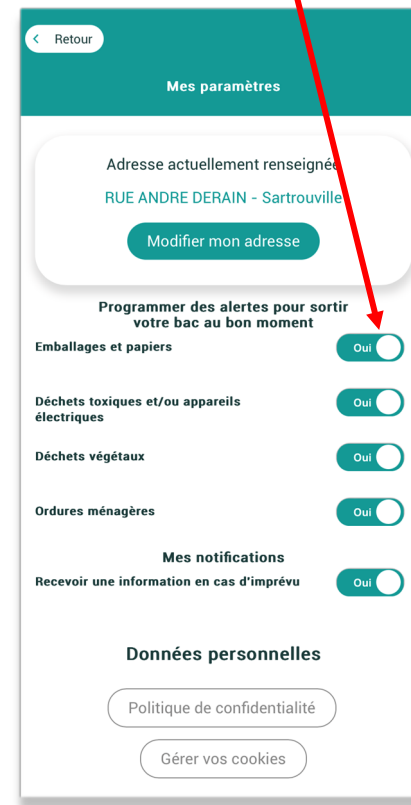 Retour
Mes paramètres
Adresse actuellement renseignée
RUE ANDRE DERAIN - Sartrouville
Modifier mon adresse
Programmer des alertes pour sortir
votre bac au bon moment
Emballages et papiers
Oui
Déchets toxiques et/ou appareils
électriques
Oui
Déchets végétaux
Oui
Ordures ménagères
Oui
Mes notifications
Recevoir une information en cas d'imprévu
Oui
Données personnelles
Politique de confidentialité
Gérer vos cookies